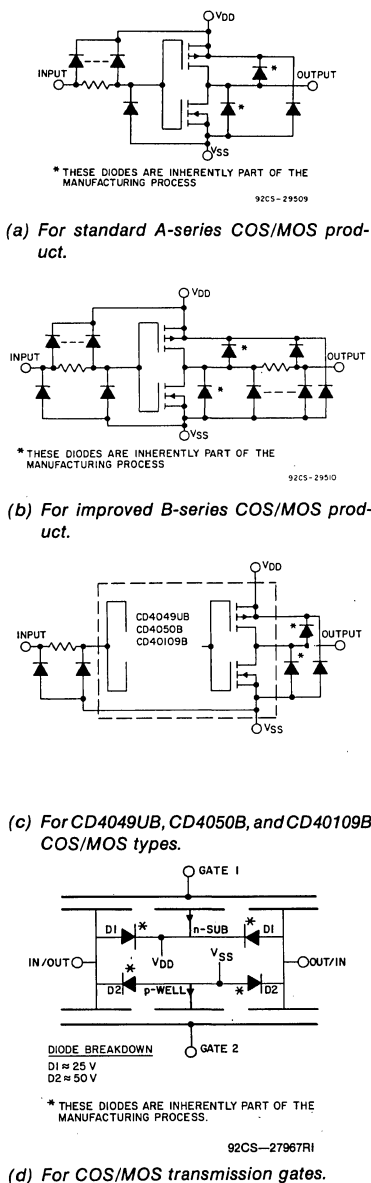 VDD
INPUT
*
OUTPUT
*
VSS
* THESE DIODES ARE INHERENTLY PART OF THE
MANUFACTURING PROCESS
92CS-29509
(a) For standard A-series COS/MOS prod-
uct.
VDD
INPUT
*
OUTPUT
*
VSS
* THESE DIODES ARE INHERENTLY PART OF THE
MANUFACTURING PROCESS
92CS-29510
(b) For improved B-series COS/MOS prod-
uct.
VDD
CD4049UB
CD4050B
CD40109B
INPUT
*
OUTPUT
*
VSS
(c) For CD4049UB, CD4050B, and CD40109B
COS/MOS types.
GATE 1
D1 * n-SUB * D1
VDD VSS
IN/OUT OUT/IN
D2 * p-WELL * D2
GATE 2
DIODE BREAKDOWN
D1 ≈ 25 V
D2 ≈ 50 V
* THESE DIODES ARE INHERENTLY PART OF THE
MANUFACTURING PROCESS.
92CS—27967R1
(d) For COS/MOS transmission gates.